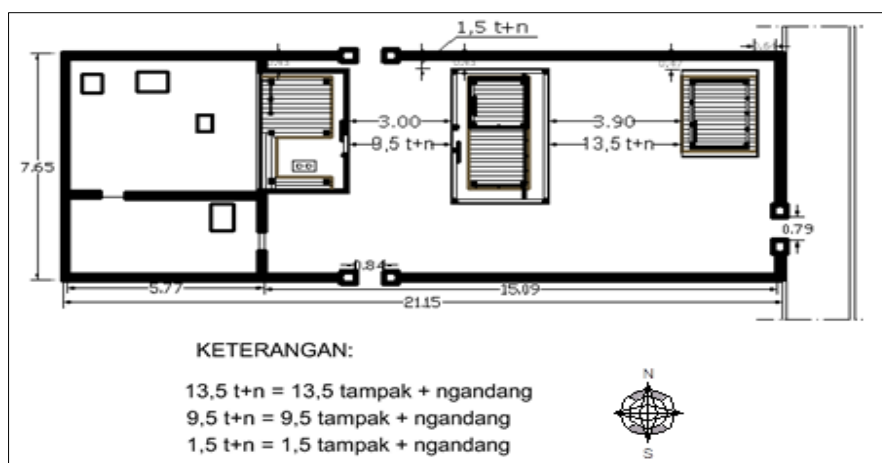 1,5 t+n
3.00
9,5 t+n
3.90
13,5 t+n
7.65
0.79
0.84
5.77
15.09
21.15
KETERANGAN:
13,5 t+n = 13,5 tampak + ngandang
9,5 t+n = 9,5 tampak + ngandang
1,5 t+n = 1,5 tampak + ngandang
N
S